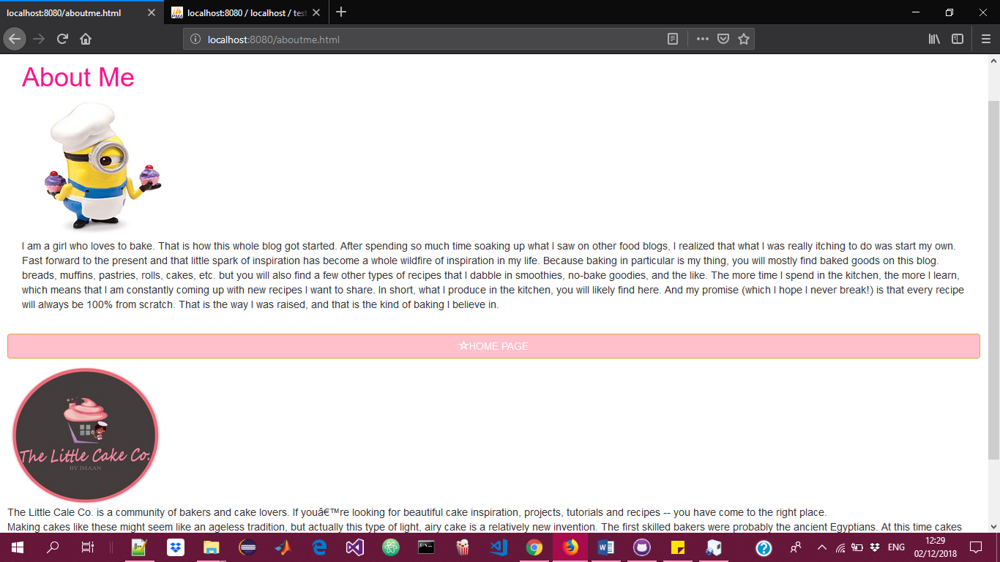 localhost:8080/aboutme.html
localhost:8080 / localhost / test
localhost:8080/aboutme.html
About Me
I am a girl who loves to bake. That is how this whole blog got started. After spending so much time soaking up what I saw on other food blogs, I realized that what I was really itching to do was start my own.
Fast forward to the present and that little spark of inspiration has become a whole wildfire of inspiration in my life. Because baking in particular is my thing, you will mostly find baked goods on this blog.
breads, muffins, pastries, rolls, cakes, etc. but you will also find a few other types of recipes that I dabble in smoothies, no-bake goodies, and the like. The more time I spend in the kitchen, the more I learn,
which means that I am constantly coming up with new recipes I want to share. In short, what I produce in the kitchen, you will likely find here. And my promise (which I hope I never break!) is that every recipe
will always be 100% from scratch. That is the way I was raised, and that is the kind of baking I believe in.
HOME PAGE
The Little Cake Co.
BY IMAAN
The Little Cale Co. is a community of bakers and cake lovers. If youâ€™re looking for beautiful cake inspiration, projects, tutorials and recipes -- you have come to the right place.
Making cakes like these might seem like an ageless tradition, but actually this type of light, airy cake is a relatively new invention. The first skilled bakers were probably the ancient Egyptians. At this time cakes
ENG
12:29
02/12/2018